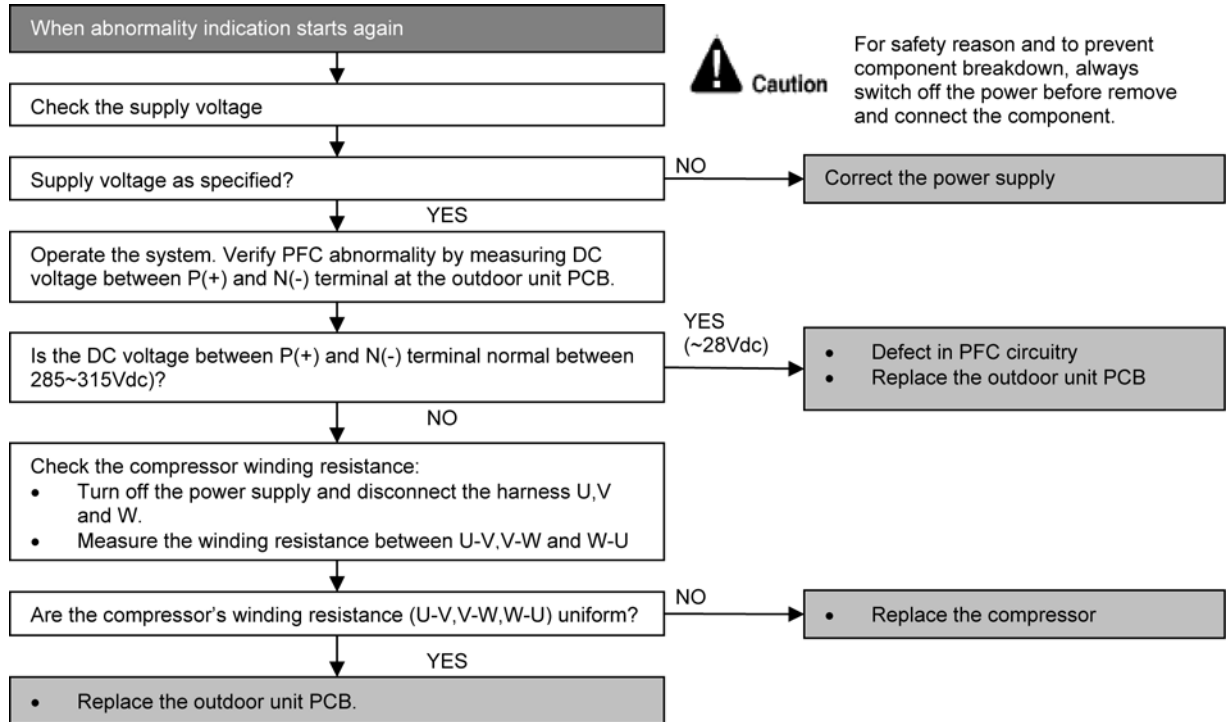 When abnormality indication starts again
Caution
For safety reason and to prevent
component breakdown, always
switch off the power before remove
and connect the component.
Check the supply voltage
Supply voltage as specified?
NO
Correct the power supply
YES
Operate the system. Verify PFC abnormality by measuring DC
voltage between P(+) and N(-) terminal at the outdoor unit PCB.
Is the DC voltage between P(+) and N(-) terminal normal between
285~315Vdc)?
YES
(~28Vdc)
• Defect in PFC circuitry
• Replace the outdoor unit PCB
NO
Check the compressor winding resistance:
• Turn off the power supply and disconnect the harness U,V
and W.
• Measure the winding resistance between U-V,V-W and W-U
Are the compressor's winding resistance (U-V,V-W,W-U) uniform?
NO
• Replace the compressor
YES
• Replace the outdoor unit PCB.